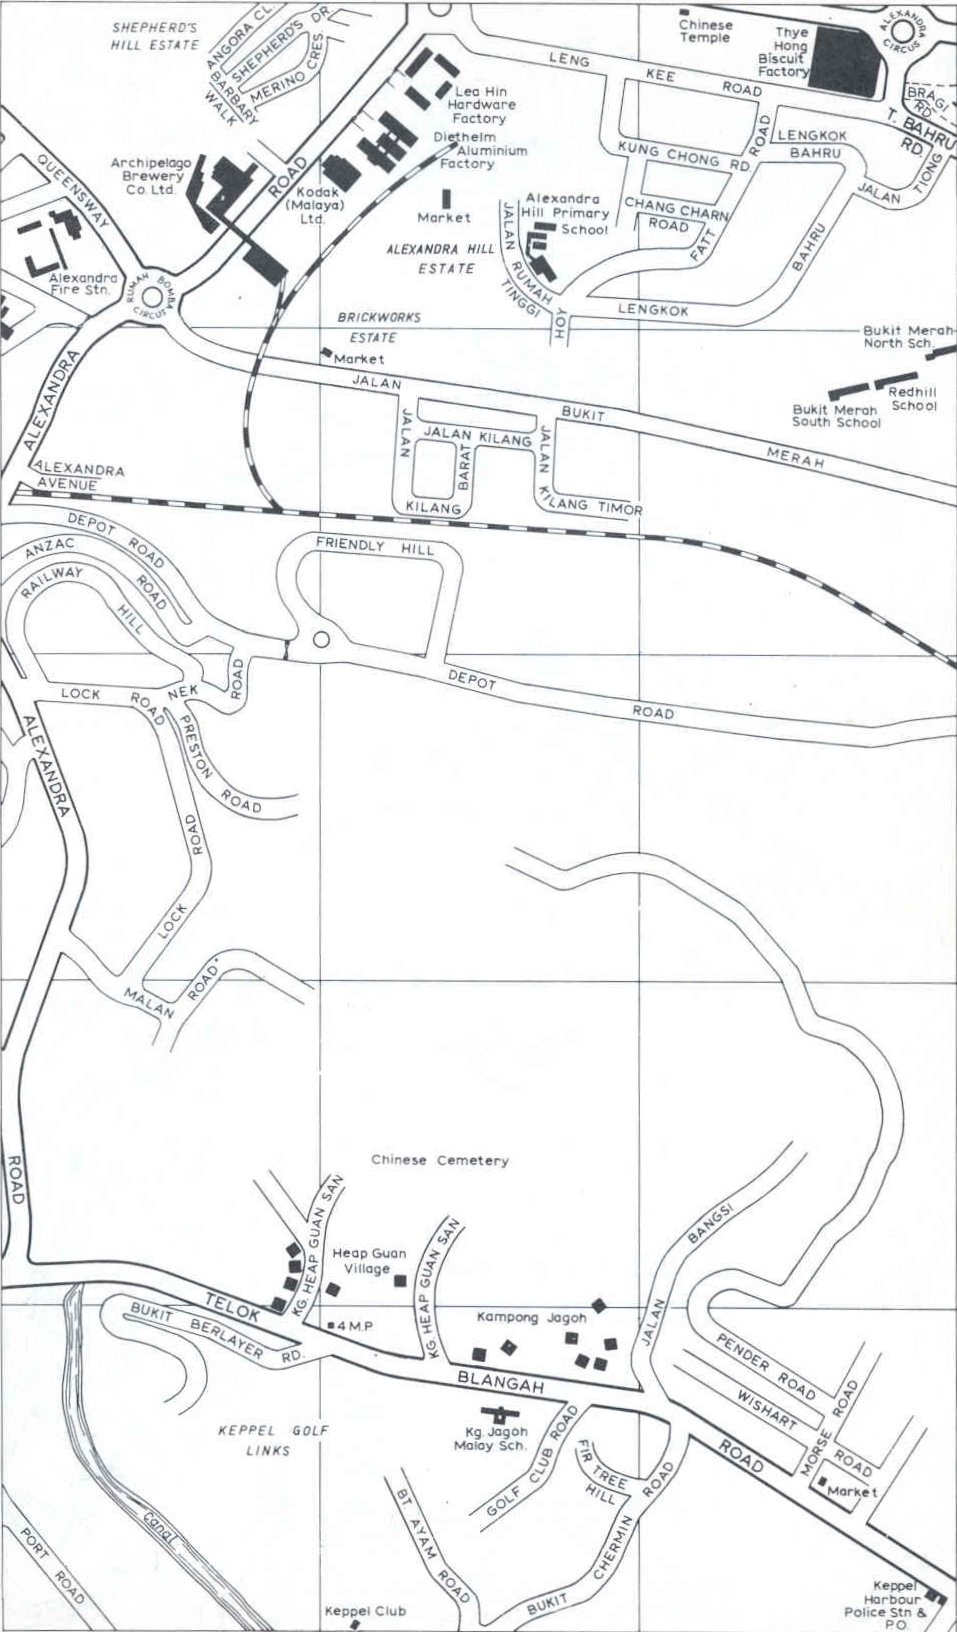 SHEPHERD'S
HILL ESTATE
ANGORA CL.
SHEPHERD'S DR
BARBARY
WALK
MERINO CRES
Chinese
Temple
Thye
Hong
Biscuit
Factory
ALEXANDRA
CIRCUS
LENG KEE ROAD
BRAGI
RD
T. BAHRU
RD.
Lea Hin
Hardware
Factory
Diethelm
Aluminium
Factory
LENGKOK
BAHRU
KUNG CHONG RD.
ROAD
JALAN
TIONG
QUEENSWAY
Archipelago
Brewery
Co. Ltd.
ROAD
Kodak
(Malaya)
Ltd.
Market
Alexandra
Hill Primary
School
CHANG CHARN
ROAD
FATT
BAHRU
JALAN RUMAH
TINGGI
ALEXANDRA HILL
ESTATE
Alexandra
Fire Stn.
RUMAH BOMBA
CIRCUS
LENGKOK
HOY
BRICKWORKS
ESTATE
Market
Bukit Merah
North Sch.
Redhill
School
Bukit Merah
South School
JALAN BUKIT MERAH
ALEXANDRA
JALAN
JALAN KILANG
BARAT
KILANG
JALAN KILANG TIMOR
ALEXANDRA
AVENUE
DEPOT ROAD
ANZAC ROAD
RAILWAY HILL
FRIENDLY HILL
LOCK ROAD
NEK ROAD
DEPOT ROAD
ALEXANDRA
PRESTON ROAD
ROAD
LOCK
MALAN ROAD
Chinese Cemetery
ROAD
KG. HEAP GUAN SAN
Heap Guan
Village
KG. HEAP GUAN SAN
JALAN BANGSI
TELOK
BUKIT BERLAYER RD.
4 M.P
Kampong Jagoh
PENDER ROAD
BLANGAH
WISHART ROAD
MORSE ROAD
KEPPEL GOLF
LINKS
Kg. Jagoh
Malay Sch.
GOLF CLUB ROAD
FIR TREE
HILL
ROAD
Market
Canal
BT AYAM ROAD
BUKIT CHERMIN ROAD
PORT ROAD
Keppel Club
Keppel
Harbour
Police Stn &
P.O.